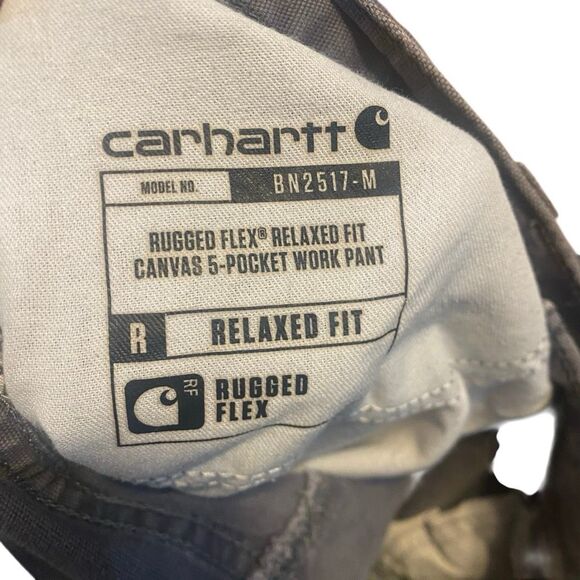 carhartt
MODEL NO. BN2517-M
RUGGED FLEX® RELAXED FIT
CANVAS 5-POCKET WORK PANT
R RELAXED FIT
RF RUGGED
FLEX